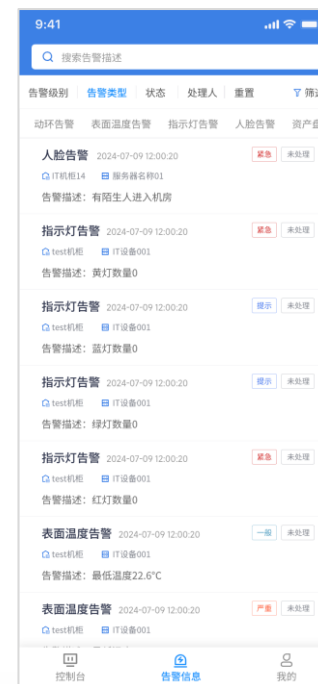 9:41
搜索告警描述
告警级别 告警类型 状态 处理人 重置 筛
动环告警 表面温度告警 指示灯告警 人脸告警 资产
人脸告警 2024-07-09 12:00:20 紧急 未处理
IT机柜14 服务器名称01
告警描述：有陌生人进入机房
指示灯告警 2024-07-09 12:00:20 紧急 未处理
test机柜 IT设备001
告警描述：黄灯数量0
指示灯告警 2024-07-09 12:00:20 提示 未处理
test机柜 IT设备001
告警描述：蓝灯数量0
指示灯告警 2024-07-09 12:00:20 提示 未处理
test机柜 IT设备001
告警描述：绿灯数量0
指示灯告警 2024-07-09 12:00:20 紧急 未处理
test机柜 IT设备001
告警描述：红灯数量0
表面温度告警 2024-07-09 12:00:20 一般 未处理
test机柜 IT设备001
告警描述：最低温度22.6°C
表面温度告警 2024-07-09 12:00:20 严重 未处理
test机柜 IT设备001
控制台 告警信息 我的